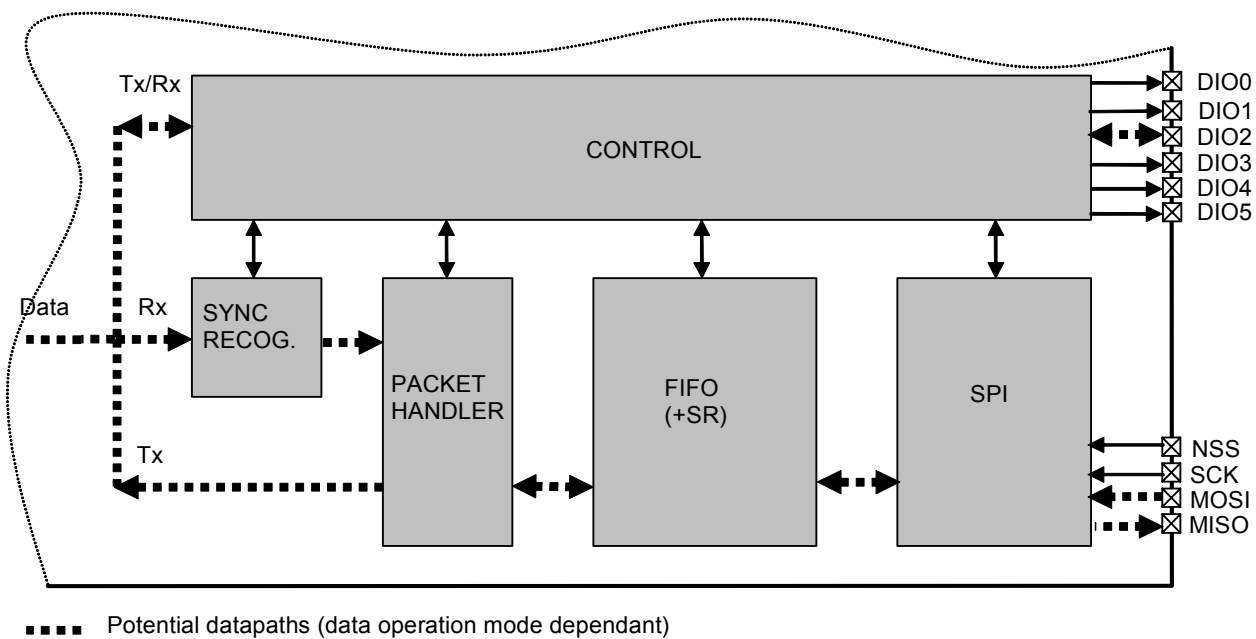 Tx/Rx
CONTROL
DIO0
DIO1
DIO2
DIO3
DIO4
DIO5
Data
Rx
SYNC
RECOG.
PACKET
HANDLER
FIFO
(+SR)
SPI
Tx
NSS
SCK
MOSI
MISO
Potential datapaths (data operation mode dependant)